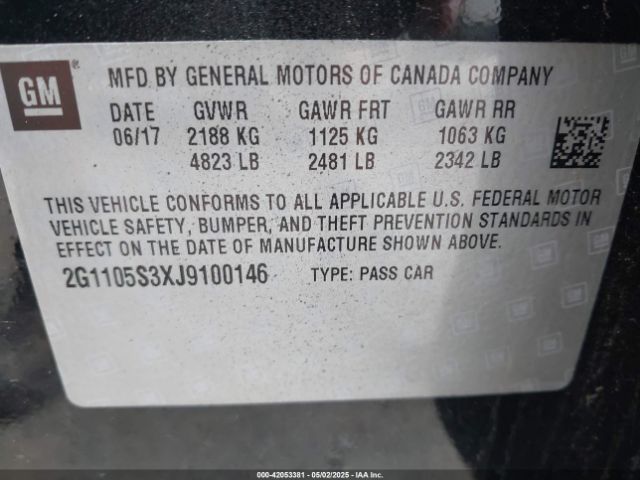 GM®
MFD BY GENERAL MOTORS OF CANADA COMPANY
DATE GVWR GAWR FRT GAWR RR
06/17 2188 KG 1125 KG 1063 KG
4823 LB 2481 LB 2342 LB
THIS VEHICLE CONFORMS TO ALL APPLICABLE U.S. FEDERAL MOTOR
VEHICLE SAFETY, BUMPER, AND THEFT PREVENTION STANDARDS IN
EFFECT ON THE DATE OF MANUFACTURE SHOWN ABOVE.
2G1105S3XJ9100146 TYPE: PASS CAR
000-42053381 - 05/02/2025 - IAAI, Inc.